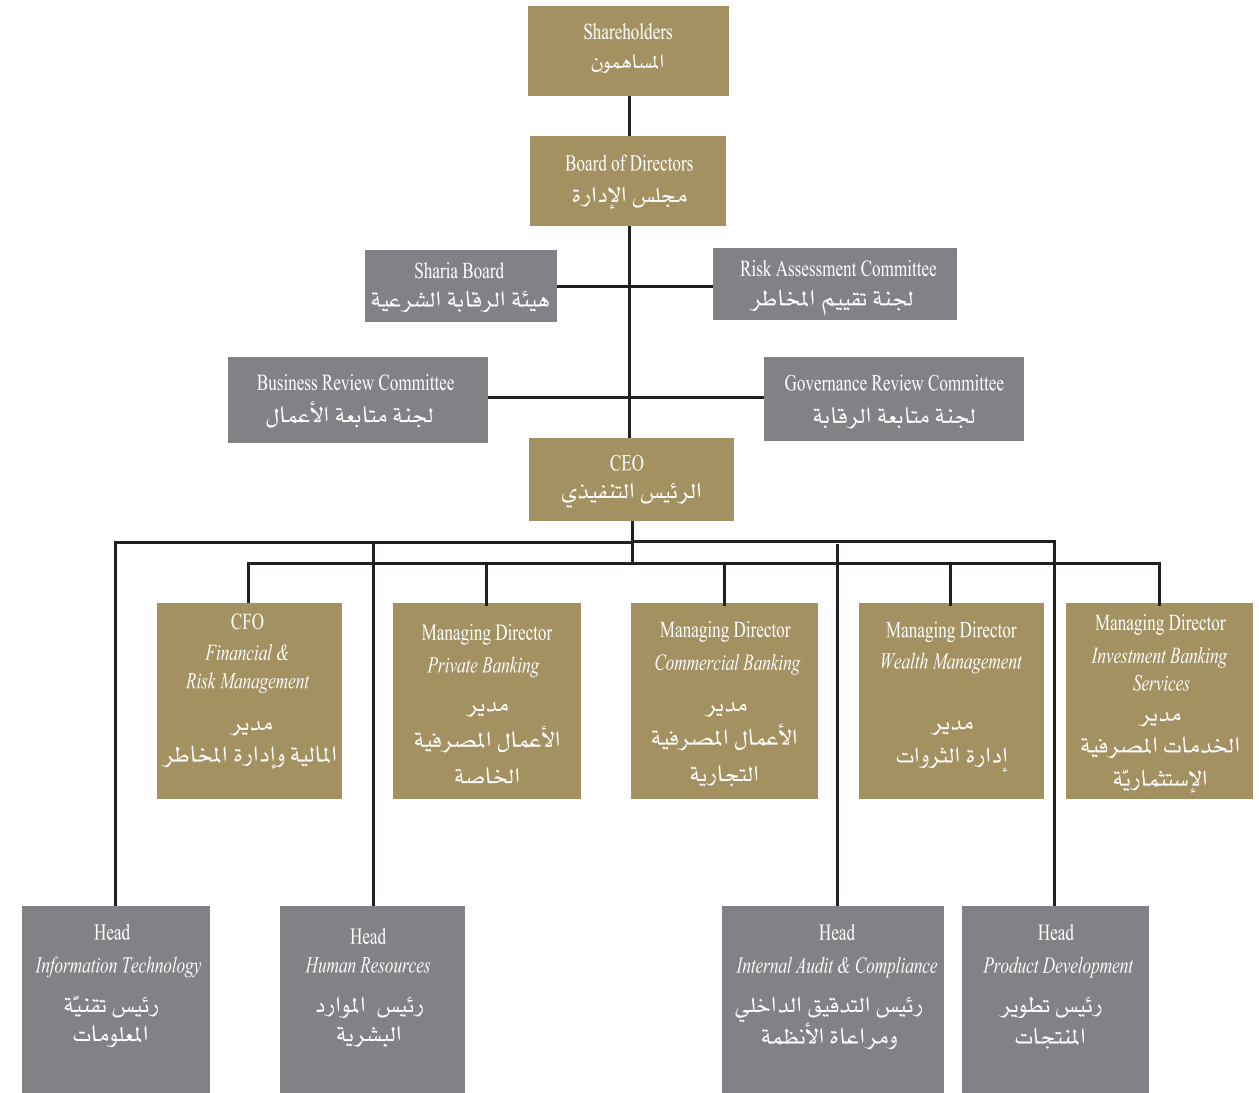 Shareholders
المساهمون
Board of Directors
مجلس الإدارة
Sharia Board
هيئة الرقابة الشرعية
Risk Assessment Committee
لجنة تقييم المخاطر
Business Review Committee
لجنة متابعة الأعمال
Governance Review Committee
لجنة متابعة الرقابة
CEO
الرئيس التنفيذي
CFO
Financial &
Risk Management
مدير
المالية وإدارة المخاطر
Managing Director
Private Banking
مدير
الأعمال المصرفية
الخاصة
Managing Director
Commercial Banking
مدير
الأعمال المصرفية
التجارية
Managing Director
Wealth Management
مدير
إدارة الثروات
Managing Director
Investment Banking
Services
مدير
الخدمات المصرفية
الإستثماريّة
Head
Information Technology
رئيس تقنيّة
المعلومات
Head
Human Resources
رئيس الموارد
البشرية
Head
Internal Audit & Compliance
رئيس التدقيق الداخلي
ومراعاة الأنظمة
Head
Product Development
رئيس تطوير
المنتجات